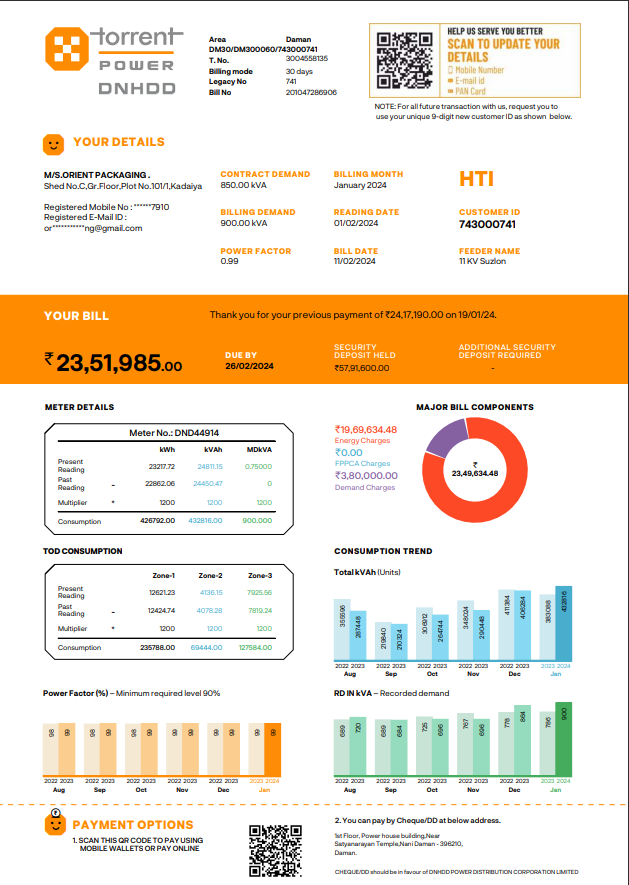 torrent
POWER
DNHDD
Area Daman
DM30/DM300060/743000741
T. No. 3004558135
Billing mode 30 days
Legacy No 741
Bill No 201047286906
HELP US SERVE YOU BETTER
SCAN TO UPDATE YOUR
DETAILS
Mobile Number
E-mail id
PAN Card
NOTE: For all future transaction with us, request you to
use your unique 9-digit new customer ID as shown below.
YOUR DETAILS
M/S.ORIENT PACKAGING .
Shed No.C,Gr.Floor,Plot No.101/1,Kadaiya
Registered Mobile No : ******7910
Registered E-Mail ID :
or***********ng@gmail.com
CONTRACT DEMAND
850.00 kVA
BILLING MONTH
January 2024
HTI
BILLING DEMAND
900.00 kVA
READING DATE
01/02/2024
CUSTOMER ID
743000741
POWER FACTOR
0.99
BILL DATE
11/02/2024
FEEDER NAME
11 KV Suzlon
YOUR BILL
Thank you for your previous payment of ₹24,17,190.00 on 19/01/24.
₹23,51,985.00
DUE BY
26/02/2024
SECURITY
DEPOSIT HELD
₹57,91,600.00
ADDITIONAL SECURITY
DEPOSIT REQUIRED
-
METER DETAILS
Meter No.: DND44914
kWh kVAh MDkVA
Present
Reading 23217.72 24811.15 0.75000
Past
Reading - 22862.06 24450.47 0
Multiplier * 1200 1200 1200
Consumption 426792.00 432816.00 900.000
MAJOR BILL COMPONENTS
₹19,69,634.48
Energy Charges
₹0.00
FPPCA Charges
₹3,80,000.00
Demand Charges
₹
23,49,634.48
TOD CONSUMPTION
Zone-1 Zone-2 Zone-3
Present
Reading 12621.23 4136.15 7925.56
Past
Reading - 12424.74 4078.28 7819.24
Multiplier * 1200 1200 1200
Consumption 235788.00 69444.00 127584.00
CONSUMPTION TREND
Total kVAh (Units)
355596 287448 219840 210324 306912 264744 348024 290448 411384 406284 383088 432816
2022 2023 2022 2023 2022 2023 2022 2023 2022 2023 2023 2024
Aug Sep Oct Nov Dec Jan
Power Factor (%) – Minimum required level 90%
98 99 98 99 98 99 99 99 99 99 99 99
2022 2023 2022 2023 2022 2023 2022 2023 2022 2023 2023 2024
Aug Sep Oct Nov Dec Jan
RD IN kVA – Recorded demand
689 720 689 684 725 696 767 696 778 864 786 900
2022 2023 2022 2023 2022 2023 2022 2023 2022 2023 2023 2024
Aug Sep Oct Nov Dec Jan
PAYMENT OPTIONS
1. SCAN THIS QR CODE TO PAY USING
MOBILE WALLETS OR PAY ONLINE
2. You can pay by Cheque/DD at below address.
1st Floor, Power house building,Near
Satyanarayan Temple,Nani Daman - 396210,
Daman.
CHEQUE/DD should be in favour of DNHDD POWER DISTRIBUTION CORPORATION LIMITED